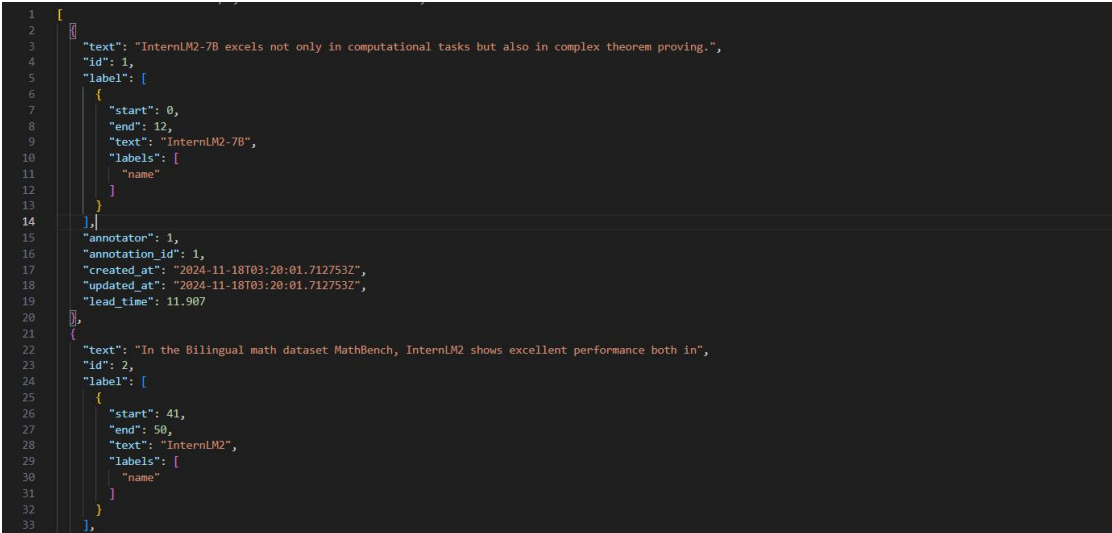 1 [
2 {
3 "text": "InternLM2-7B excels not only in computational tasks but also in complex theorem proving.",
4 "id": 1,
5 "label": [
6 {
7 "start": 0,
8 "end": 12,
9 "text": "InternLM2-7B",
10 "labels": [
11 "name"
12 ]
13 }
14 ],
15 "annotator": 1,
16 "annotation_id": 1,
17 "created_at": "2024-11-18T03:20:01.712753Z",
18 "updated_at": "2024-11-18T03:20:01.712753Z",
19 "lead_time": 11.907
20 },
21 {
22 "text": "In the Bilingual math dataset MathBench, InternLM2 shows excellent performance both in",
23 "id": 2,
24 "label": [
25 {
26 "start": 41,
27 "end": 50,
28 "text": "InternLM2",
29 "labels": [
30 "name"
31 ]
32 }
33 ],